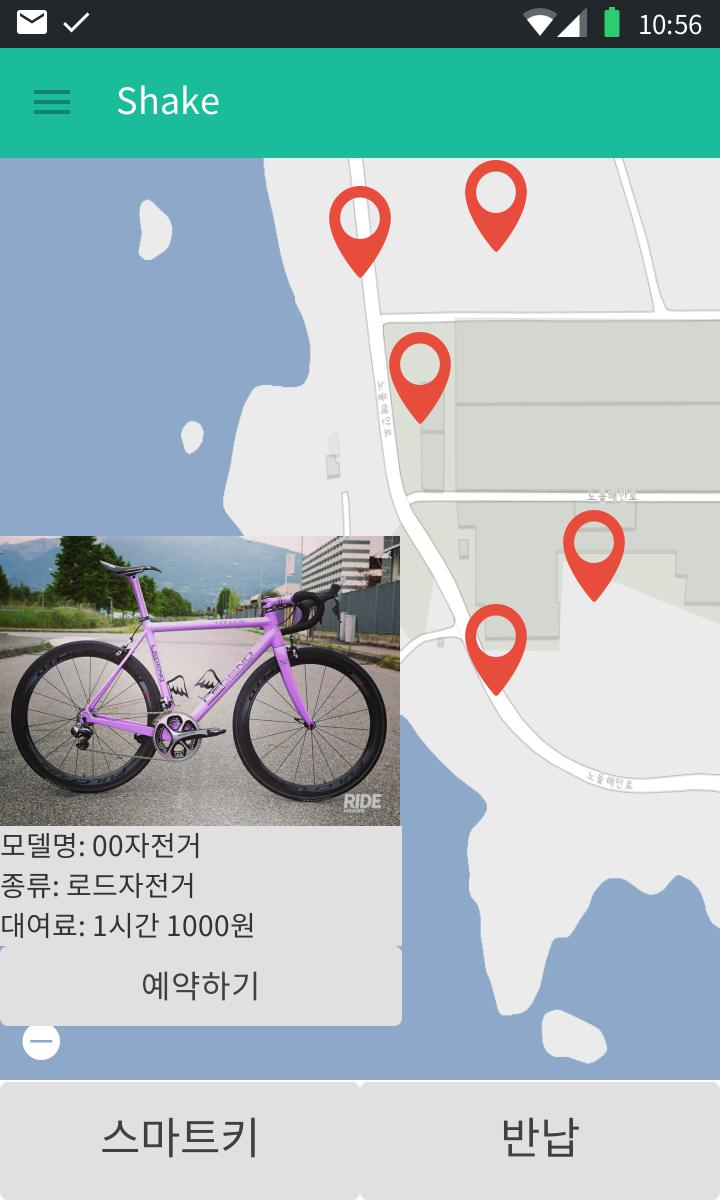 10:56
Shake
노을해안로
노을해안로
노을해안로
RIDE
모델명: 00자전거
종류: 로드자전거
대여료: 1시간 1000원
예약하기
스마트키
반납